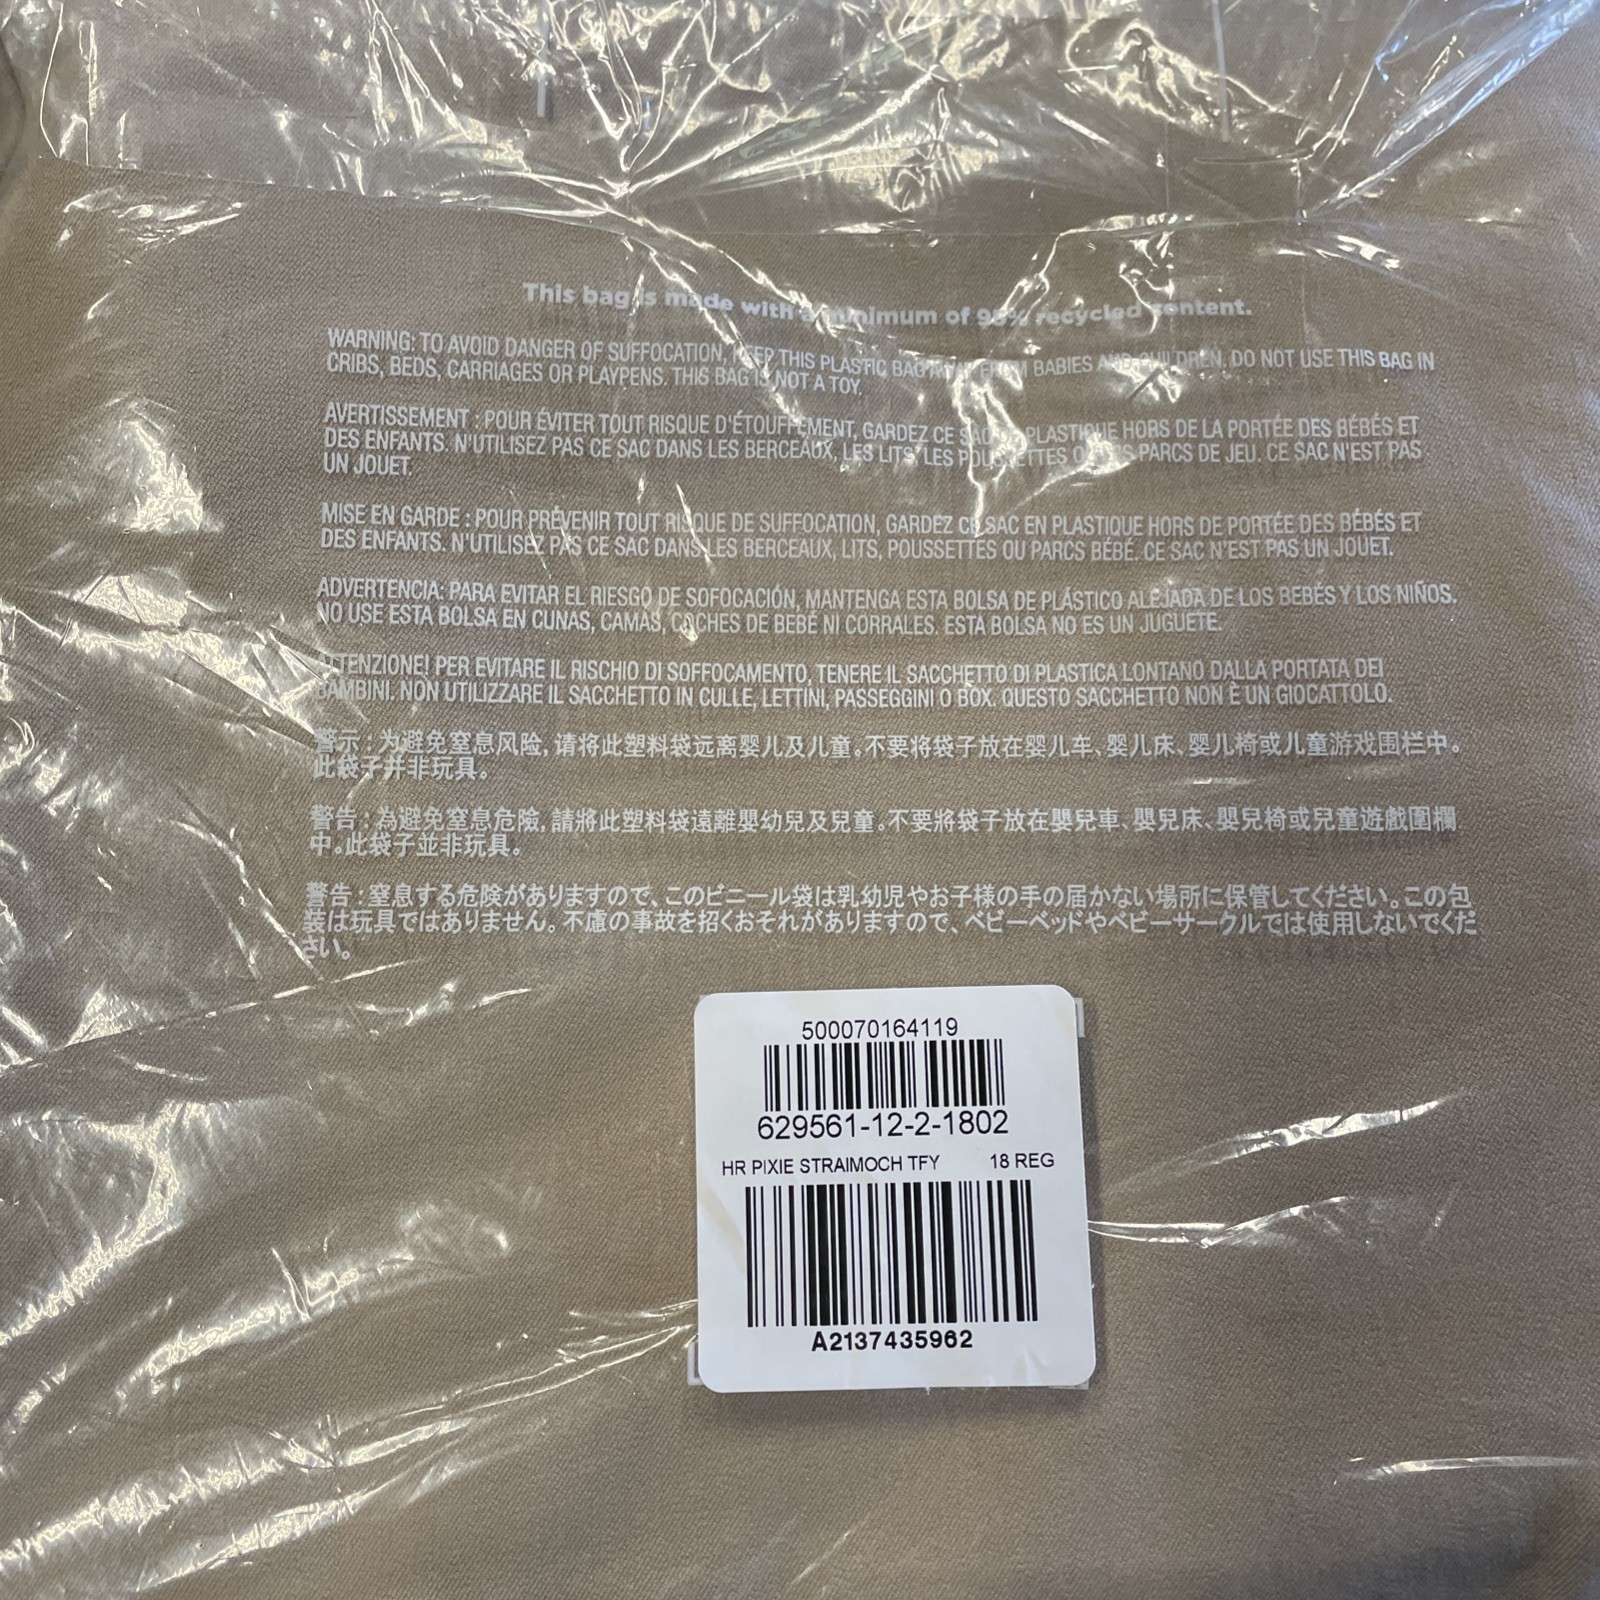 This bag is made with a minimum of 95% recycled content.
WARNING: TO AVOID DANGER OF SUFFOCATION, KEEP THIS PLASTIC BAG AWAY FROM BABIES AND CHILDREN. DO NOT USE THIS BAG IN
CRIBS, BEDS, CARRIAGES OR PLAYPENS. THIS BAG IS NOT A TOY.
AVERTISSEMENT : POUR ÉVITER TOUT RISQUE D'ÉTOUFFEMENT, GARDEZ CE SAC EN PLASTIQUE HORS DE LA PORTÉE DES BÉBÉS ET
DES ENFANTS. N'UTILISEZ PAS CE SAC DANS LES BERCEAUX, LES LITS, LES POUSSETTES OU LES PARCS DE JEU. CE SAC N'EST PAS
UN JOUET.
MISE EN GARDE : POUR PRÉVENIR TOUT RISQUE DE SUFFOCATION, GARDEZ CE SAC EN PLASTIQUE HORS DE PORTÉE DES BÉBÉS ET
DES ENFANTS. N'UTILISEZ PAS CE SAC DANS LES BERCEAUX, LITS, POUSSETTES OU PARCS BÉBÉ. CE SAC N'EST PAS UN JOUET.
ADVERTENCIA: PARA EVITAR EL RIESGO DE SOFOCACIÓN, MANTENGA ESTA BOLSA DE PLÁSTICO ALEJADA DE LOS BEBÉS Y LOS NIÑOS.
NO USE ESTA BOLSA EN CUNAS, CAMAS, COCHES DE BEBÉ NI CORRALES. ESTA BOLSA NO ES UN JUGUETE.
ATTENZIONE! PER EVITARE IL RISCHIO DI SOFFOCAMENTO, TENERE IL SACCHETTO DI PLASTICA LONTANO DALLA PORTATA DEI
BAMBINI. NON UTILIZZARE IL SACCHETTO IN CULLE, LETTINI, PASSEGGINI O BOX. QUESTO SACCHETTO NON È UN GIOCATTOLO.
警示：为避免窒息风险，请将此塑料袋远离婴儿及儿童。不要将袋子放在婴儿车、婴儿床、婴儿椅或儿童游戏围栏中。
此袋子并非玩具。
警告：為避免窒息危險，請將此塑料袋遠離嬰幼兒及兒童。不要將袋子放在嬰兒車、嬰兒床、嬰兒椅或兒童遊戲圍欄
中。此袋子並非玩具。
警告：窒息する危険がありますので、このビニール袋は乳幼児やお子様の手の届かない場所に保管してください。この包
装は玩具ではありません。不慮の事故を招くおそれがありますので、ベビーベッドやベビーサークルでは使用しないでくだ
さい。
500070164119
629561-12-2-1802
HR PIXIE STRAIMOCH TFY 18 REG
A2137435962